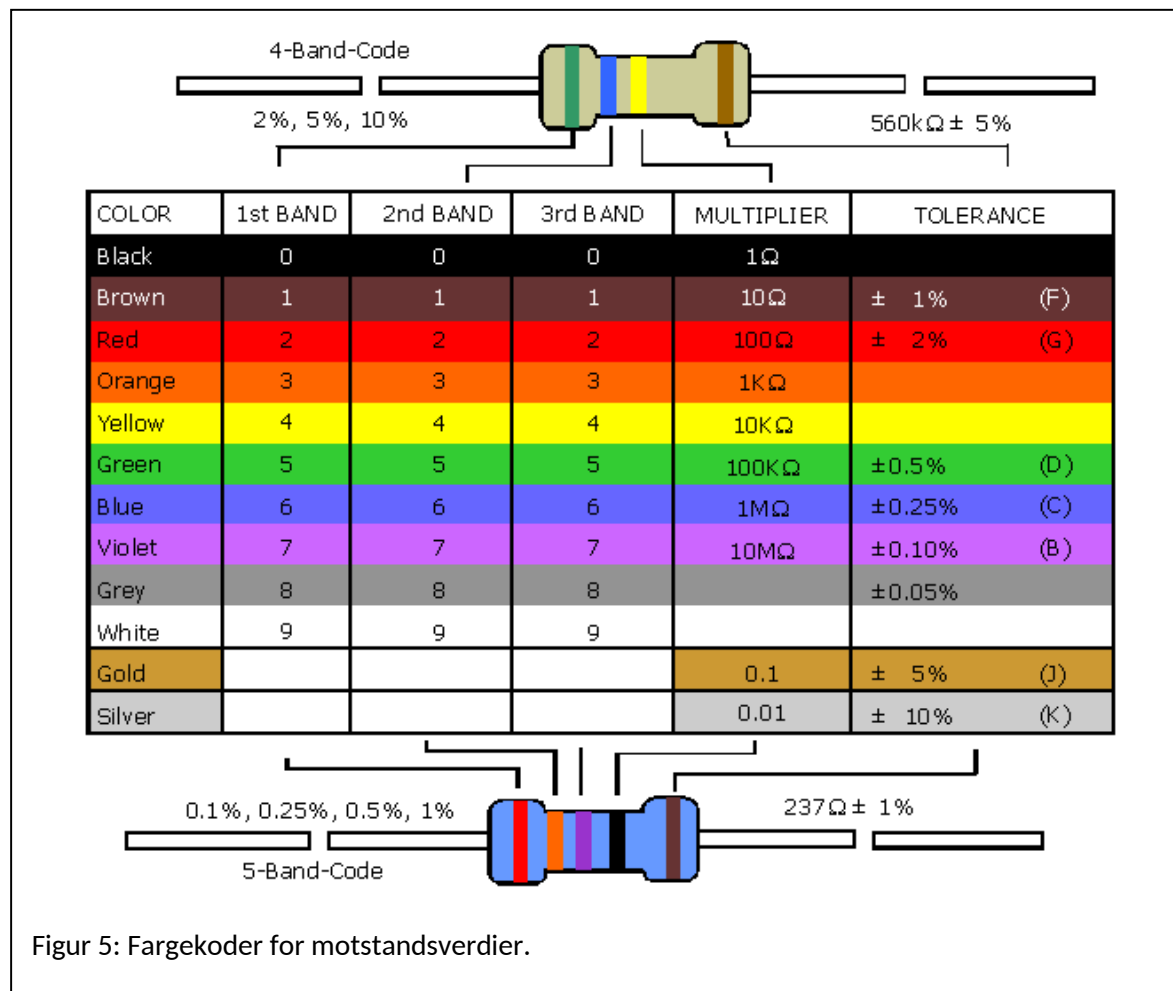 4-Band-Code
2%, 5%, 10%
560kΩ ± 5%
COLOR 1st BAND 2nd BAND 3rd BAND MULTIPLIER TOLERANCE
Black 0 0 0 1Ω
Brown 1 1 1 10Ω ± 1% (F)
Red 2 2 2 100Ω ± 2% (G)
Orange 3 3 3 1KΩ
Yellow 4 4 4 10KΩ
Green 5 5 5 100KΩ ±0.5% (D)
Blue 6 6 6 1MΩ ±0.25% (C)
Violet 7 7 7 10MΩ ±0.10% (B)
Grey 8 8 8 ±0.05%
White 9 9 9
Gold 0.1 ± 5% (J)
Silver 0.01 ± 10% (K)
0.1%, 0.25%, 0.5%, 1%
237Ω ± 1%
5-Band-Code
Figur 5: Fargekoder for motstandsverdier.